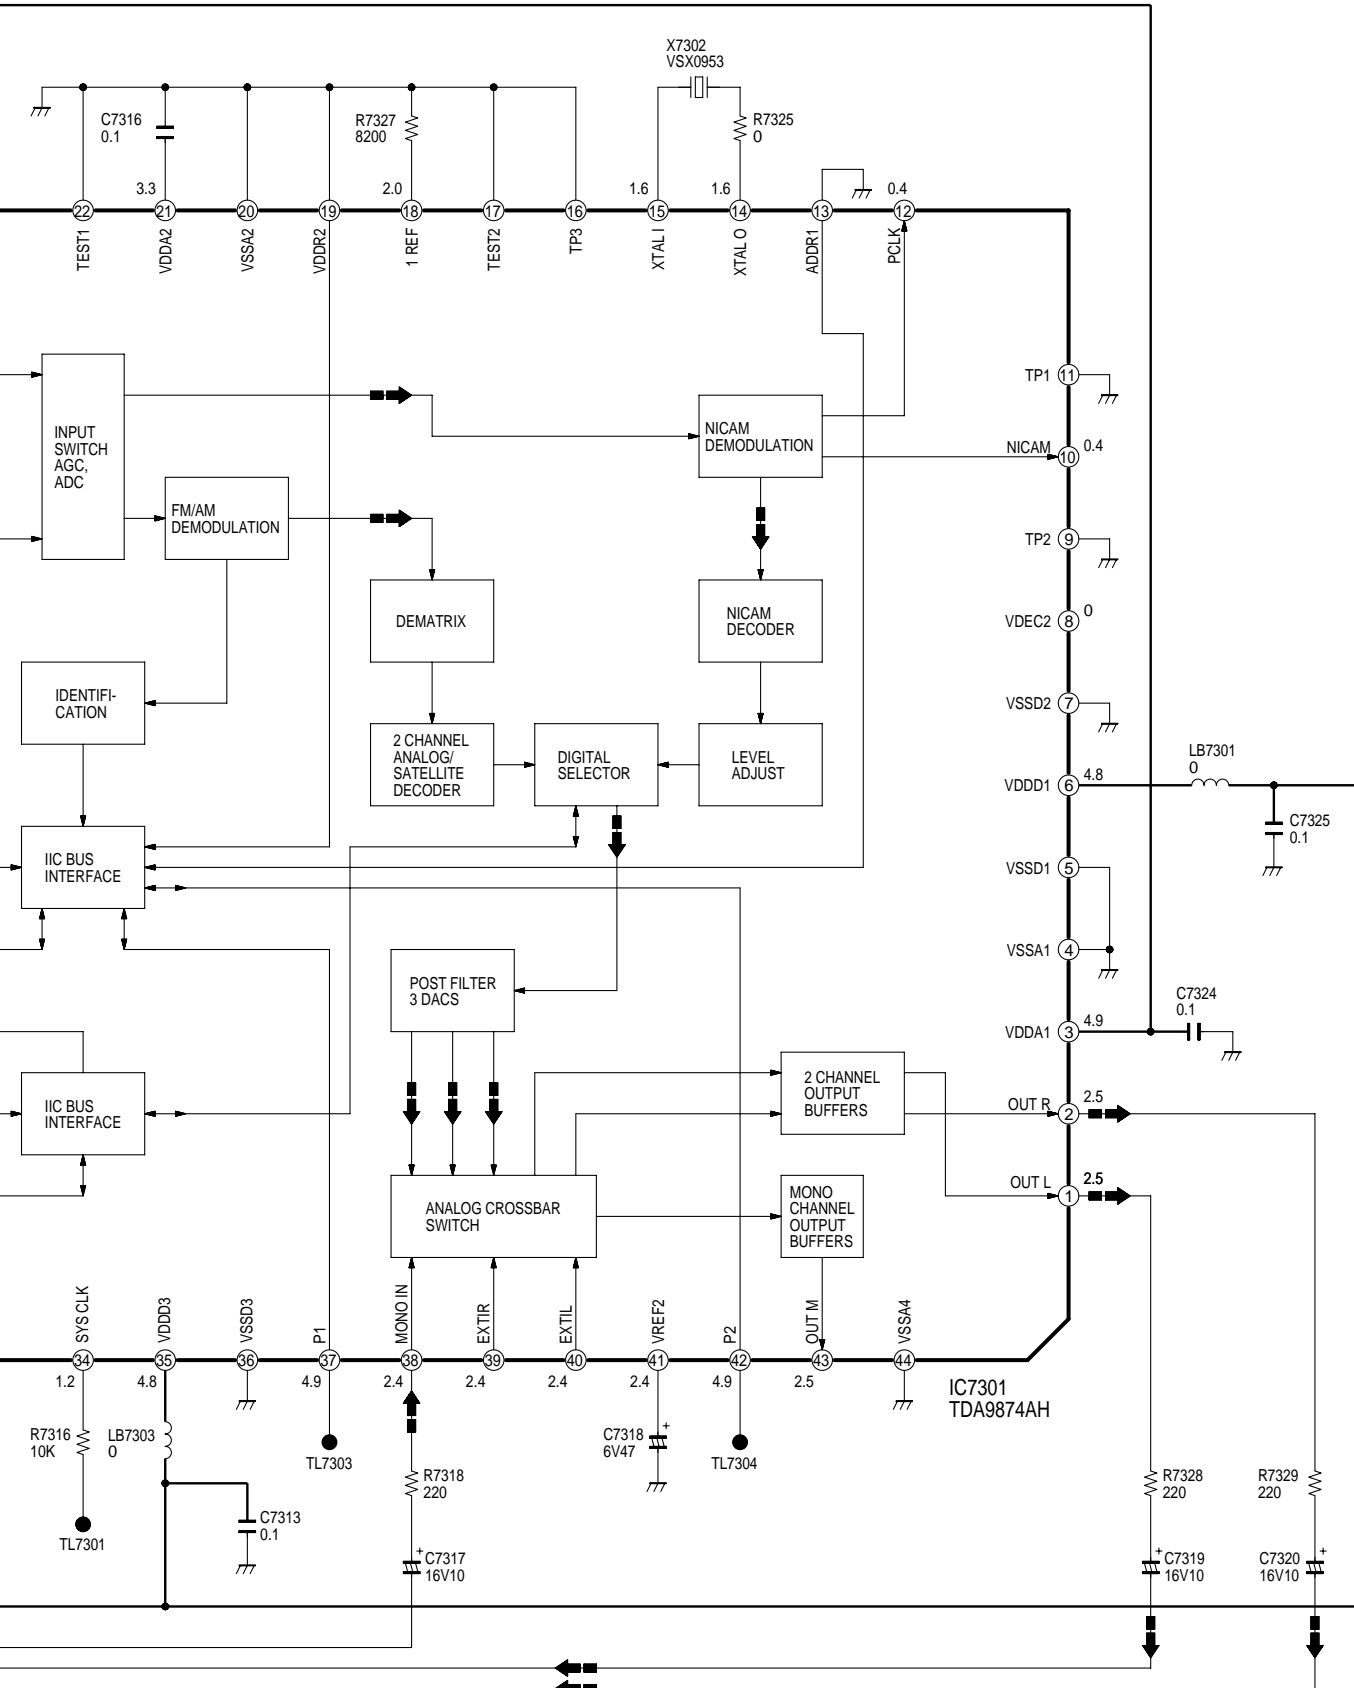 X7302
VSX0953
C7316
0.1
R7327
8200
R7325
0
3.3
2.0
1.6
1.6
0.4
22
21
20
19
18
17
16
15
14
13
12
TEST1
VDDA2
VSSA2
VDDR2
1 REF
TEST2
TP3
XTAL I
XTAL O
ADDR1
PCLK
TP1
11
INPUT
SWITCH
AGC,
ADC
NICAM
DEMODULATION
NICAM
10
0.4
FM/AM
DEMODULATION
TP2
9
DEMATRIX
NICAM
DECODER
VDEC2
8
0
IDENTIFI-
CATION
VSSD2
7
2 CHANNEL
ANALOG/
SATELLITE
DECODER
DIGITAL
SELECTOR
LEVEL
ADJUST
VDDD1
6
4.8
LB7301
0
C7325
0.1
IIC BUS
INTERFACE
VSSD1
5
VSSA1
4
POST FILTER
3 DACS
C7324
0.1
VDDA1
3
4.9
IIC BUS
INTERFACE
2 CHANNEL
OUTPUT
BUFFERS
OUT R
2
2.5
ANALOG CROSSBAR
SWITCH
MONO
CHANNEL
OUTPUT
BUFFERS
OUT L
1
2.5
SYS CLK
VDDD3
VSSD3
P1
MONO IN
EXTIR
EXTIL
VREF2
P2
OUT M
VSSA4
34
35
36
37
38
39
40
41
42
43
44
1.2
4.8
4.9
2.4
2.4
2.4
2.4
4.9
2.5
IC7301
TDA9874AH
R7316
10K
LB7303
0
TL7303
R7318
220
C7318
6V47
+
TL7304
R7328
220
R7329
220
TL7301
C7313
0.1
+
C7317
16V10
+
C7319
16V10
C7320
16V10
+